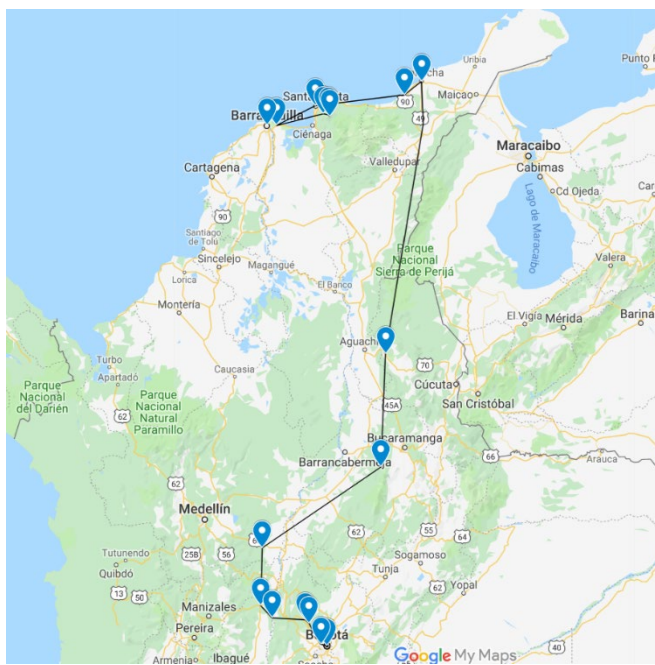 Uribia
Punto
Santa Marta
Maicao
90
Barranquilla
Ciénaga
49
Maracaibo
Cabimas
Cartagena
Valledupar
Cd Ojeda
90
Lago de Maracaibo
Santiago
de Tolú
Parque
Nacional
Sierra de Perijá
Magangué
Sincelejo
Valera
El Banco
Lorica
Montería
El Vigía
Mérida
Barina
Turbo
Aguach
Apartadó
Caucasia
70
Cúcuta
Parque
Nacional
del Darién
Parque
Nacional
Natural
Paramillo
San Cristóbal
62
45A
Bucaramanga
Barrancabermeja
66
Arauca
62
Medellín
62
55
64
Tutunendo
25B
56
Sogamoso
Quibdó
Tunja
Yopal
13
50
Manizales
Pereira
Bogotá
Armenia
Ibagué
Google My Maps